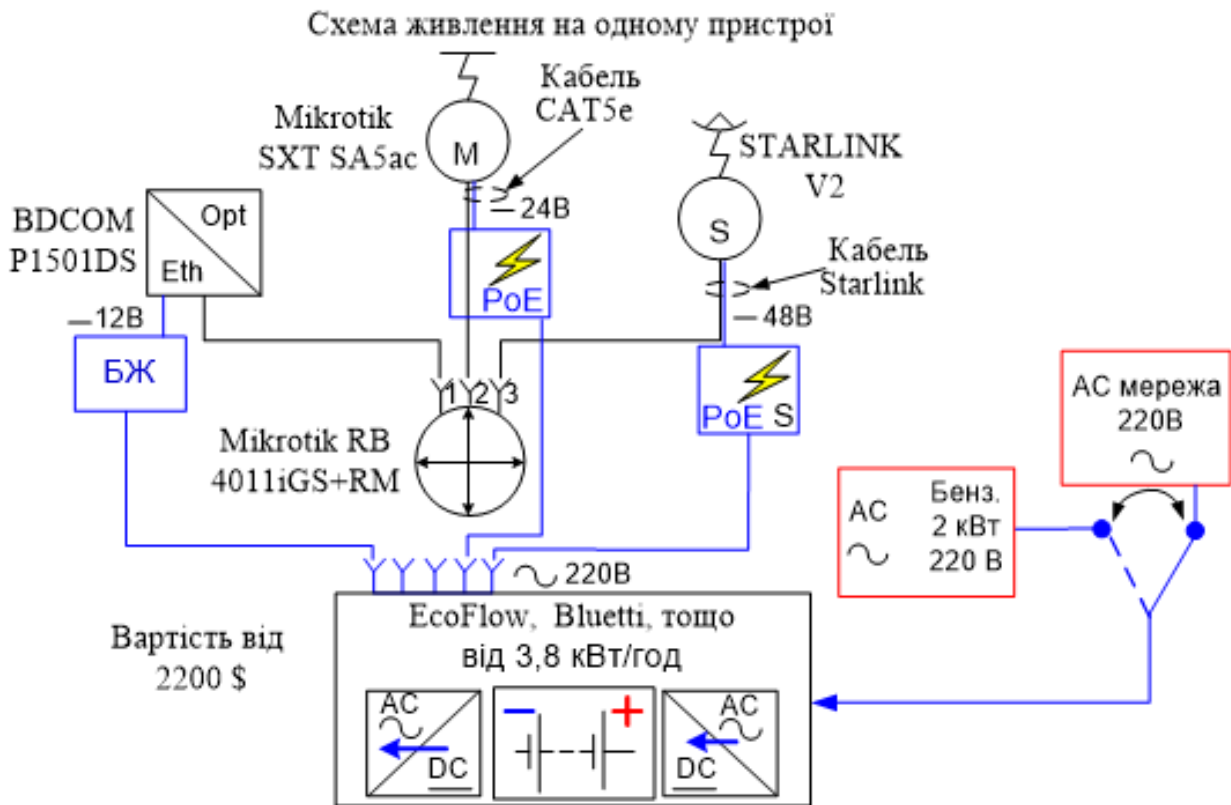 Схема живлення на одному пристрої
Кабель
CAT5e
Mikrotik
SXT SA5ac
M
STARLINK
V2
BDCOM
P1501DS
Opt
Eth
—24В
S
PoE
Кабель
Starlink
—12В
—48В
БЖ
1 2 3
PoE S
АС мережа
220В
Mikrotik RB
4011iGS+RM
АС
Бенз.
2 кВт
220 В
220В
EcoFlow, Bluetti, тощо
від 3,8 кВт/год
Вартість від
2200 $
AC
DC
− +
AC
DC